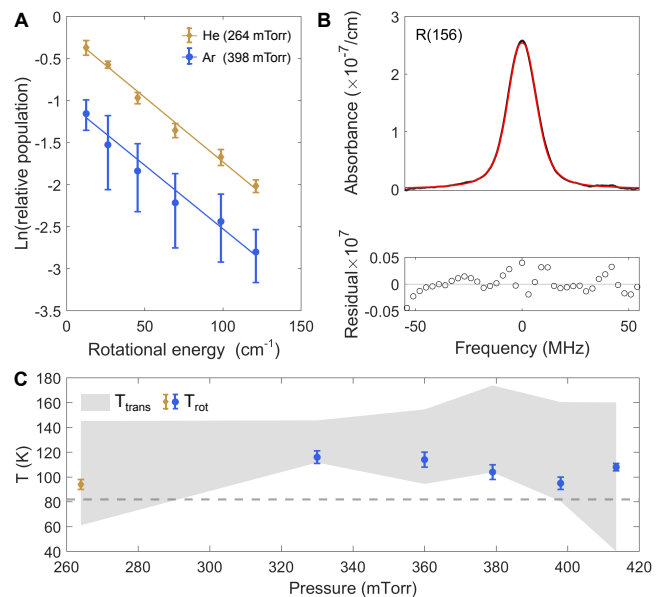 A
0
-0.5
-1
-1.5
-2
-2.5
-3
-3.5
Ln(relative population)
He (264 mTorr)
Ar (398 mTorr)
0 50 100 150
Rotational energy (cm⁻¹)
B
R(156)
3
2
1
0
Absorbance (×10⁻⁷/cm)
0.05
0
-0.05
Residual×10⁷
-50 0 50
Frequency (MHz)
C
180
160
140
120
100
80
60
40
T (K)
T_trans T_rot
260 280 300 320 340 360 380 400 420
Pressure (mTorr)